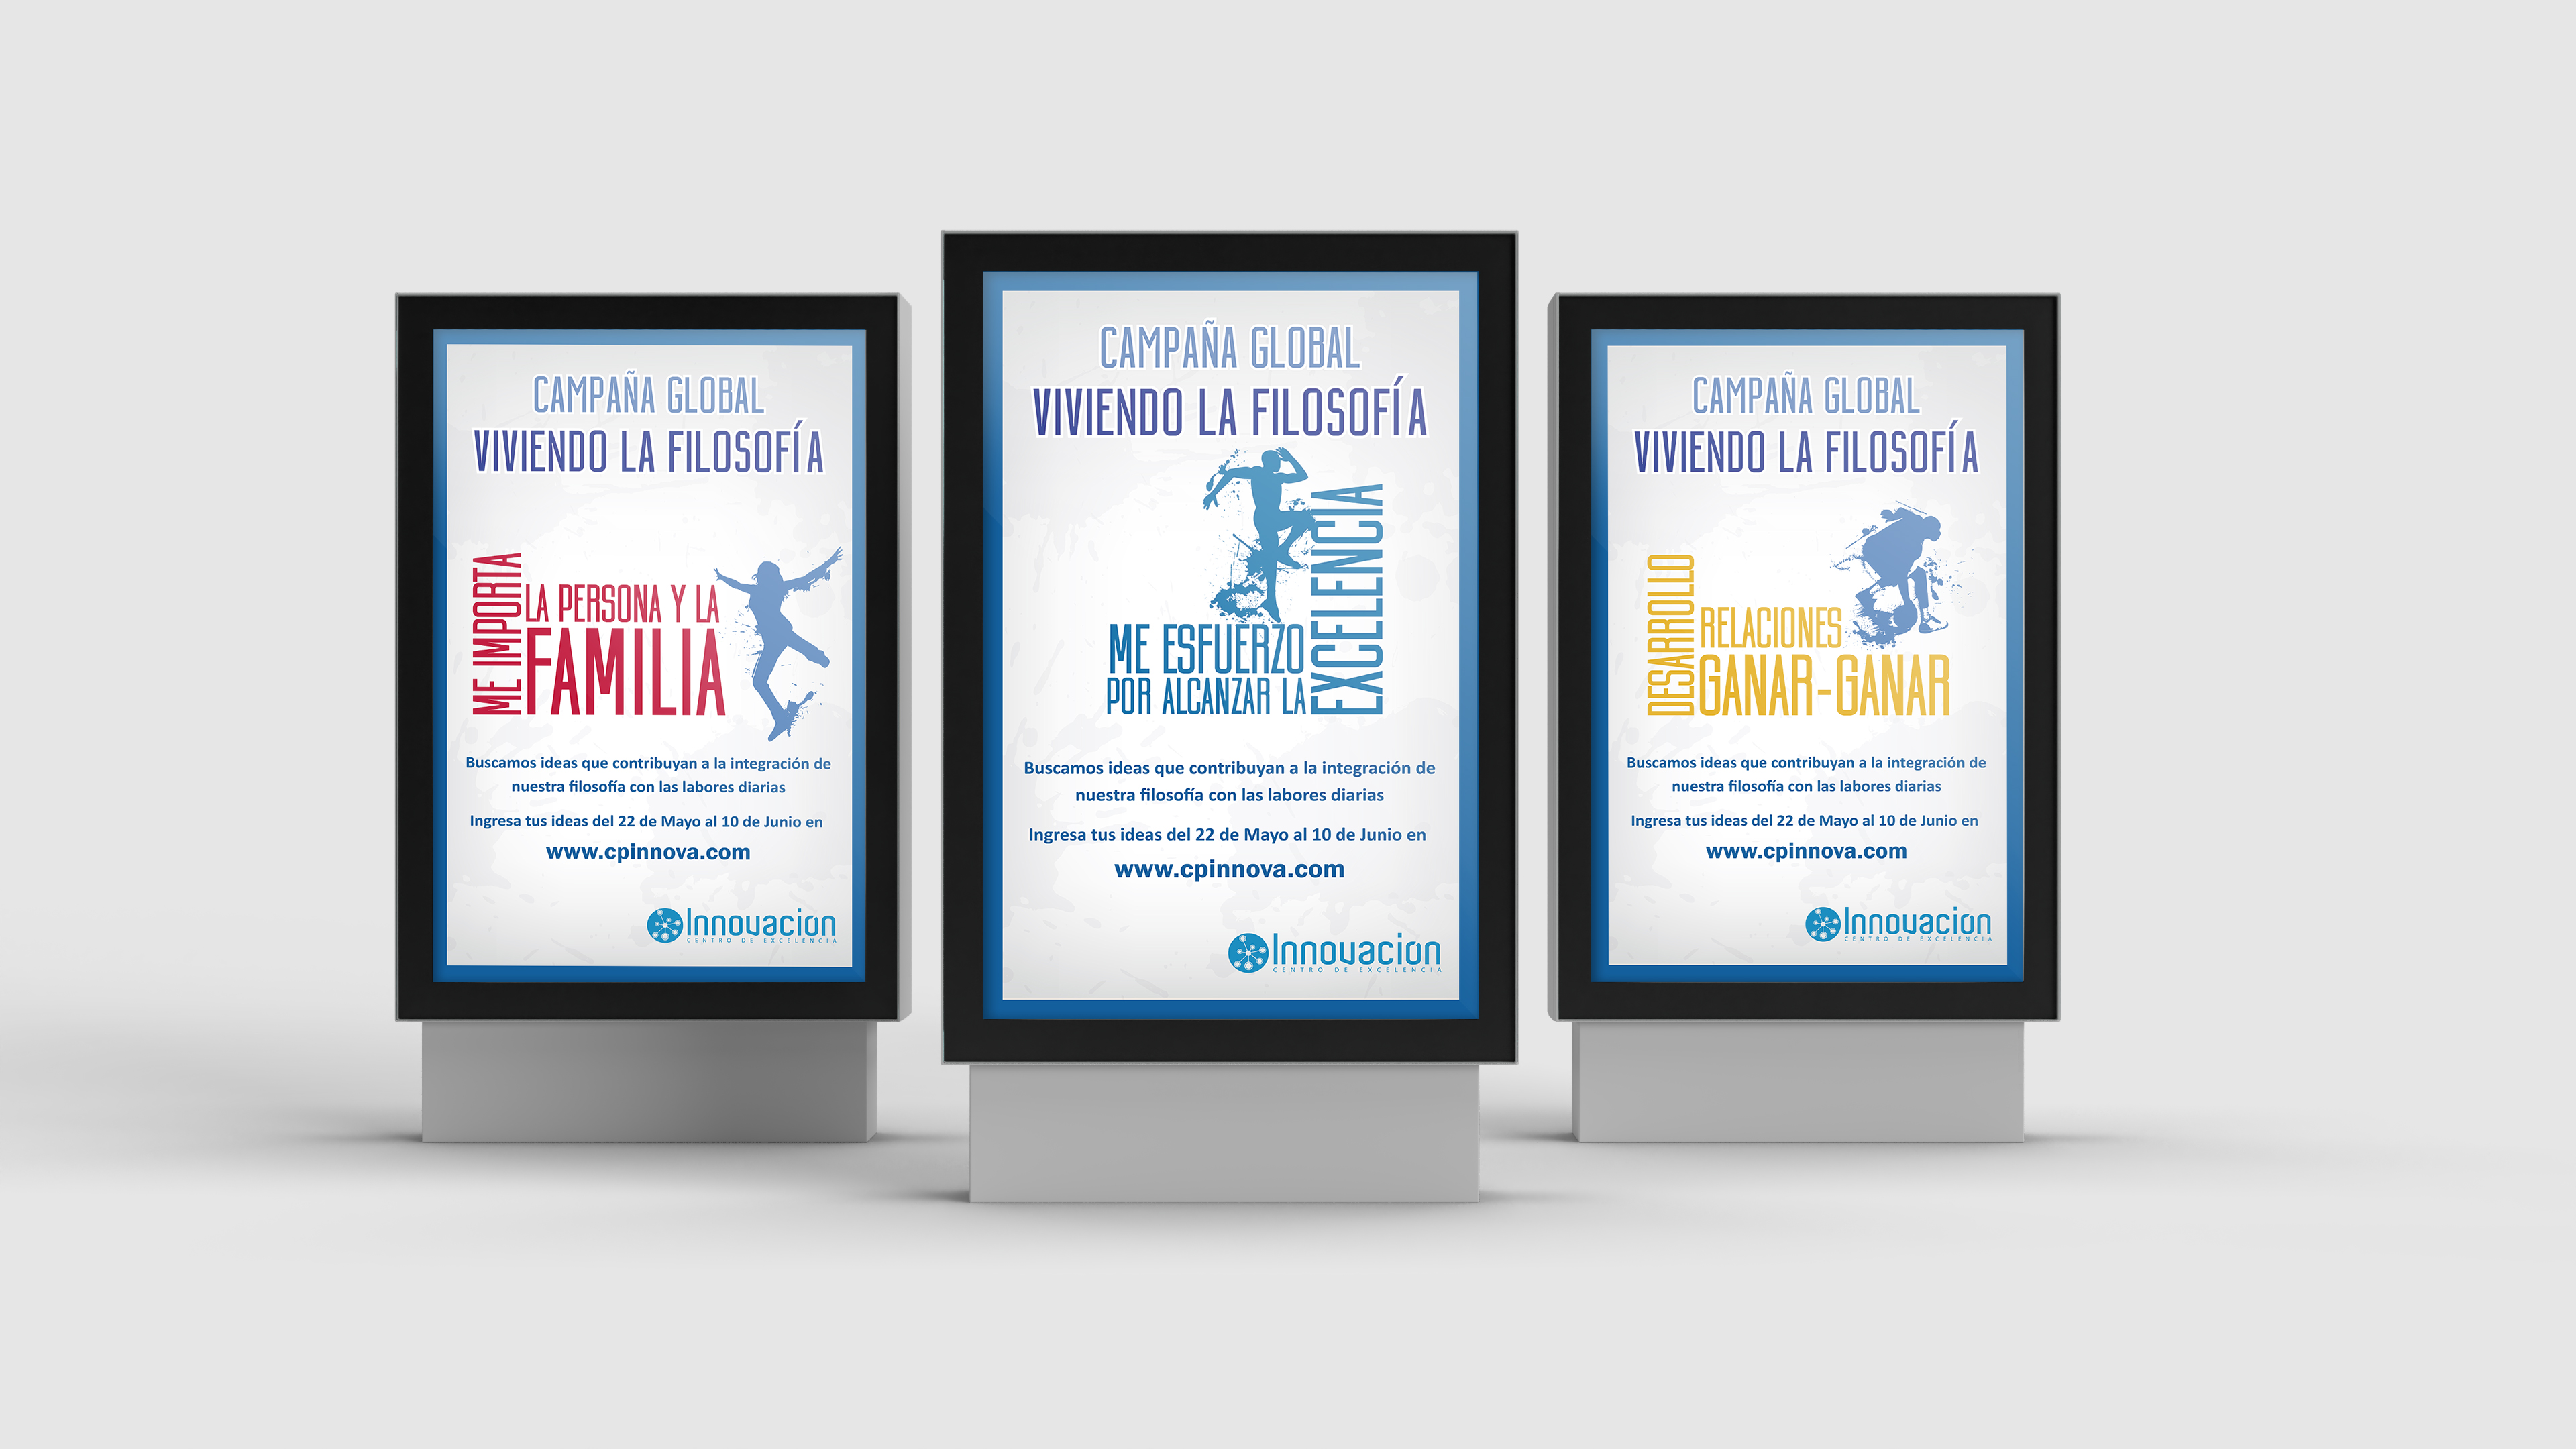 CAMPAÑA GLOBAL
VIVIENDO LA FILOSOFÍA
ME IMPORTA
LA PERSONA Y LA
FAMILIA
Buscamos ideas que contribuyan a la integración de
nuestra filosofía con las labores diarias
Ingresa tus ideas del 22 de Mayo al 10 de Junio en
www.cpinnova.com
Innovación
CENTRO DE EXCELENCIA
CAMPAÑA GLOBAL
VIVIENDO LA FILOSOFÍA
ME ESFUERZO
POR ALCANZAR LA
EXCELENCIA
Buscamos ideas que contribuyan a la integración de
nuestra filosofía con las labores diarias
Ingresa tus ideas del 22 de Mayo al 10 de Junio en
www.cpinnova.com
Innovación
CENTRO DE EXCELENCIA
CAMPAÑA GLOBAL
VIVIENDO LA FILOSOFÍA
DESARROLLO
RELACIONES
GANAR-GANAR
Buscamos ideas que contribuyan a la integración de
nuestra filosofía con las labores diarias
Ingresa tus ideas del 22 de Mayo al 10 de Junio en
www.cpinnova.com
Innovación
CENTRO DE EXCELENCIA